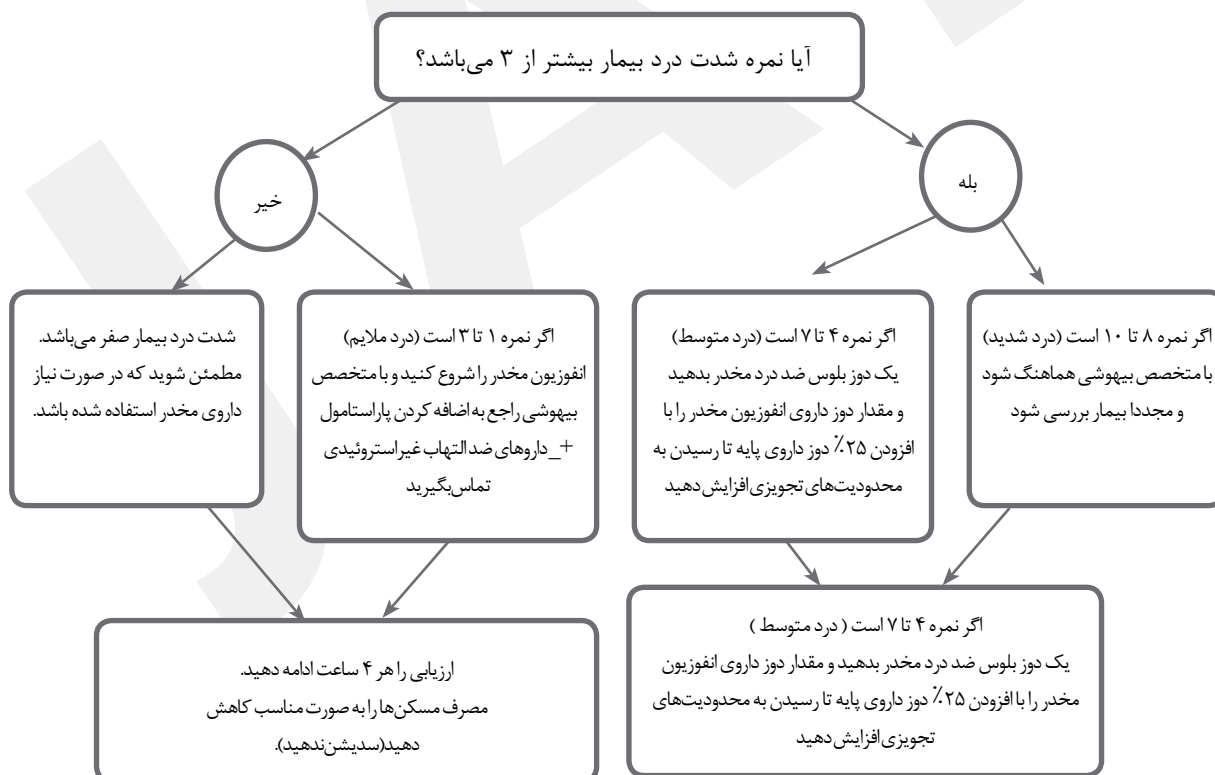 آیا نمره شدت درد بیمار بیشتر از ۳ می‌باشد؟
بله
خیر
اگر نمره ۸ تا ۱۰ است (درد شدید)
با متخصص بیهوشی هماهنگ شود
و مجددا بیمار بررسی شود
اگر نمره ۴ تا ۷ است (درد متوسط)
یک دوز بلوس ضد درد مخدر بدهید
و مقدار دوز داروی انفوزیون مخدر را با
افزودن ۲۵٪ دوز داروی پایه تا رسیدن به
محدودیت‌های تجویزی افزایش دهید
اگر نمره ۱ تا ۳ است (درد ملایم)
انفوزیون مخدر را شروع کنید و با متخصص
بیهوشی راجع به اضافه کردن پاراستامول
+_داروهای ضدالتهاب غیراستروئیدی
تماس بگیرید
شدت درد بیمار صفر می‌باشد.
مطمئن شوید که در صورت نیاز
داروی مخدر استفاده شده باشد.
اگر نمره ۴ تا ۷ است ( درد متوسط )
یک دوز بلوس ضد درد مخدر بدهید و مقدار دوز داروی انفوزیون
مخدر را با افزودن ۲۵٪ دوز داروی پایه تا رسیدن به محدودیت‌های
تجویزی افزایش دهید
ارزیابی را هر ۴ ساعت ادامه دهید.
مصرف مسکن‌ها را به صورت مناسب کاهش
دهید(سدیشن ندهید).